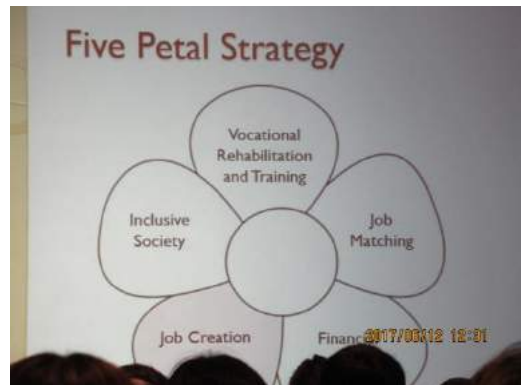 Five Petal Strategy
Vocational
Rehabilitation
and Training
Inclusive
Society
Job
Matching
Job Creation
2017/06/12 12:31